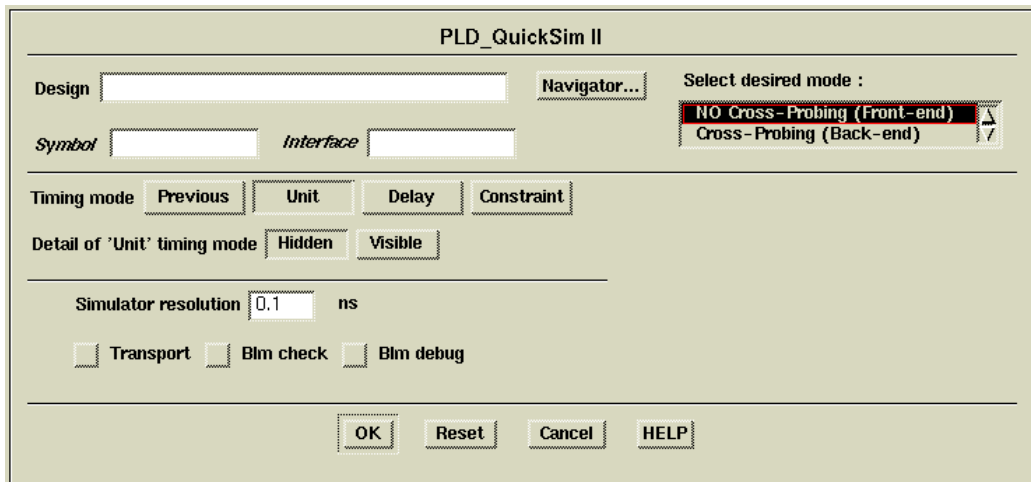 PLD_QuickSim II
Design Navigator... Select desired mode :
NO Cross-Probing (Front-end)
Cross-Probing (Back-end)
Symbol Interface
Timing mode Previous Unit Delay Constraint
Detail of 'Unit' timing mode Hidden Visible
Simulator resolution 0.1 ns
Transport Blm check Blm debug
OK Reset Cancel HELP